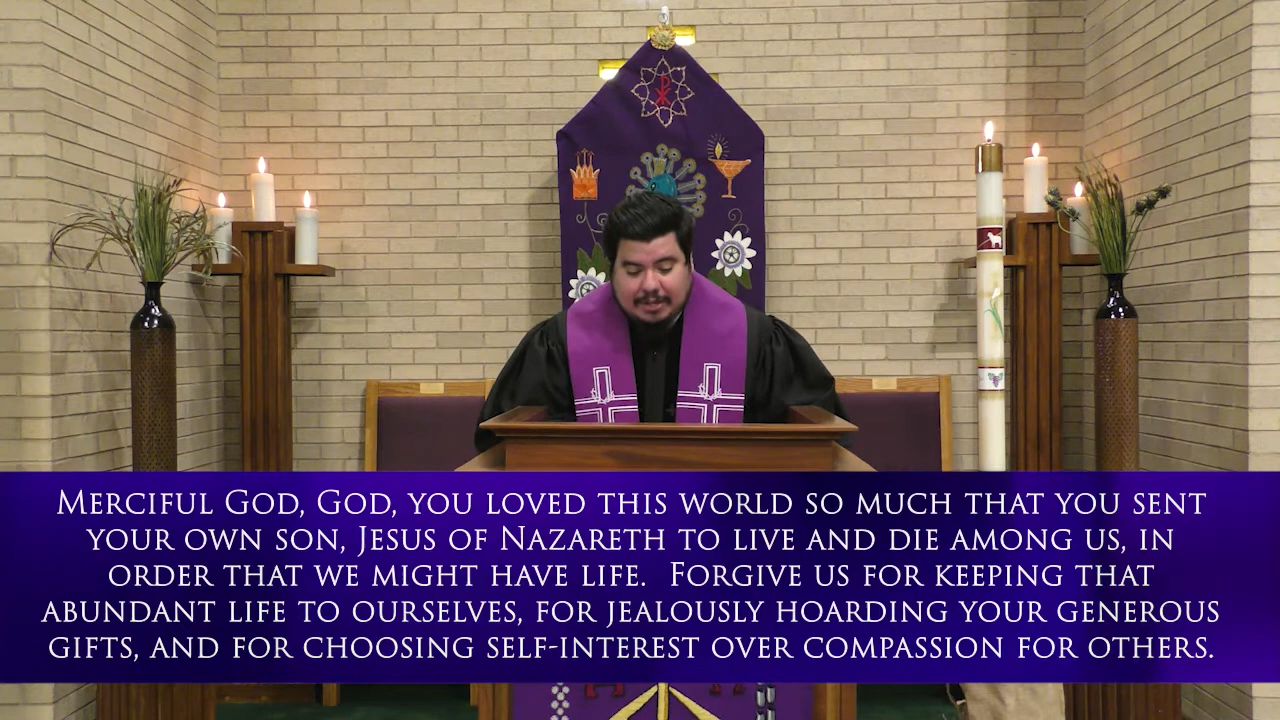 Merciful God, God, you loved this world so much that you sent
your own son, Jesus of Nazareth to live and die among us, in
order that we might have life.  Forgive us for keeping that
abundant life to ourselves, for jealously hoarding your generous
gifts, and for choosing self-interest over compassion for others.